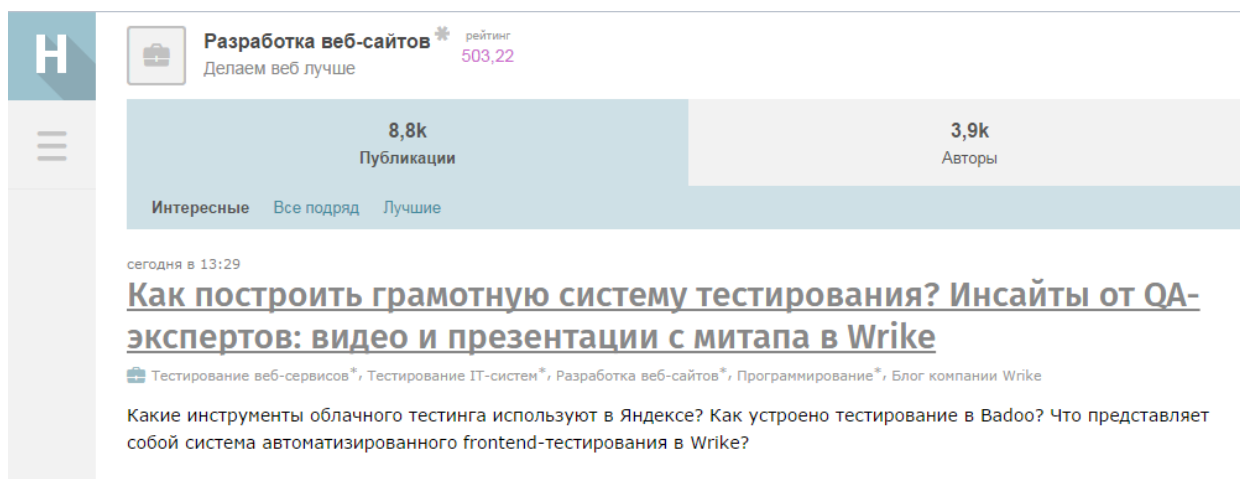 H
Разработка веб-сайтов * рейтинг
503,22
Делаем веб лучше
8,8k
Публикации
3,9k
Авторы
Интересные Все подряд Лучшие
сегодня в 13:29
Как построить грамотную систему тестирования? Инсайты от QA-
экспертов: видео и презентации с митапа в Wrike
Тестирование веб-сервисов*, Тестирование IT-систем*, Разработка веб-сайтов*, Программирование*, Блог компании Wrike
Какие инструменты облачного тестинга используют в Яндексе? Как устроено тестирование в Badoo? Что представляет
собой система автоматизированного frontend-тестирования в Wrike?